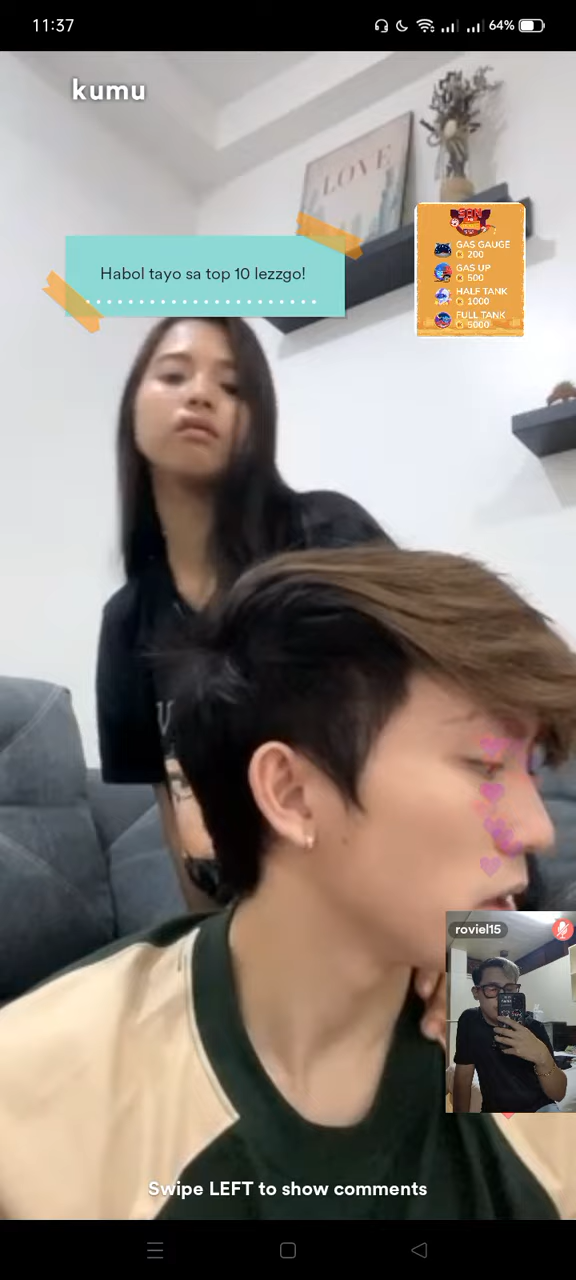 11:37
64%
kumu
LOVE
Habol tayo sa top 10 lezzgo!
GAS GAUGE
200
GAS UP
500
HALF TANK
1000
FULL TANK
5000
roviel15
Swipe LEFT to show comments